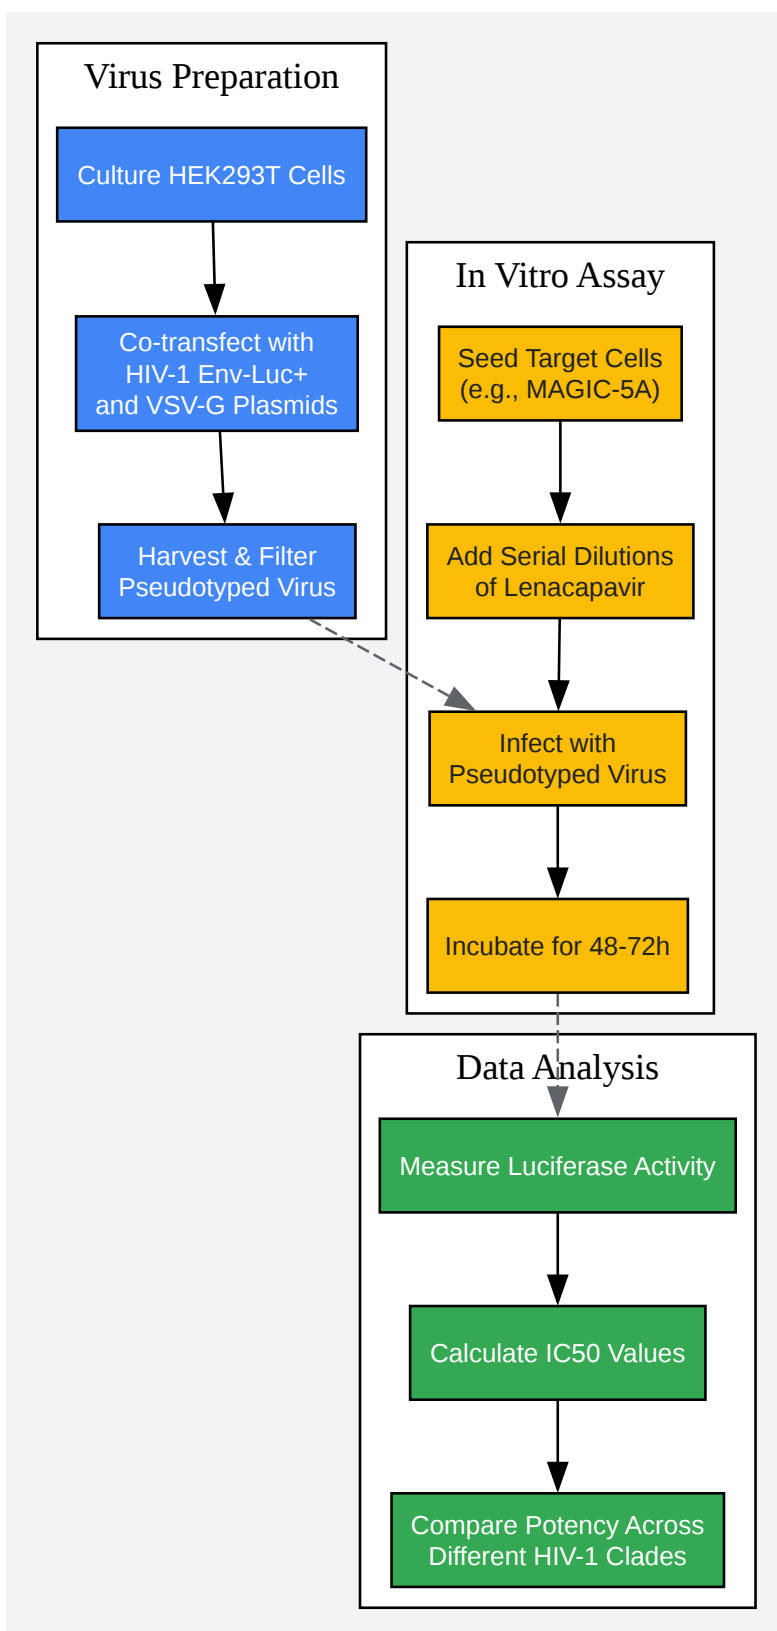 Virus Preparation
Culture HEK293T Cells
Co-transfect with
HIV-1 Env-Luc+
and VSV-G Plasmids
Harvest & Filter
Pseudotyped Virus
In Vitro Assay
Seed Target Cells
(e.g., MAGIC-5A)
Add Serial Dilutions
of Lenacapavir
Infect with
Pseudotyped Virus
Incubate for 48-72h
Data Analysis
Measure Luciferase Activity
Calculate IC50 Values
Compare Potency Across
Different HIV-1 Clades